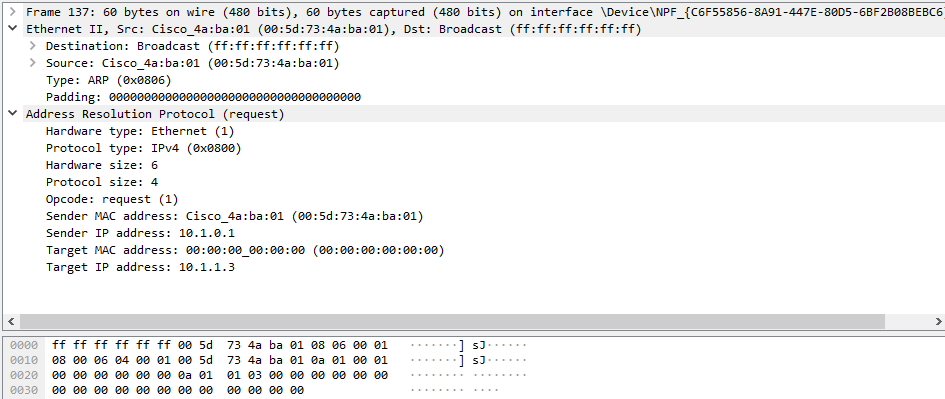 Frame 137: 60 bytes on wire (480 bits), 60 bytes captured (480 bits) on interface \Device\NPF_{C6F55856-8A91-447E-80D5-6BF2B08BEBC6}
Ethernet II, Src: Cisco_4a:ba:01 (00:5d:73:4a:ba:01), Dst: Broadcast (ff:ff:ff:ff:ff:ff)
Destination: Broadcast (ff:ff:ff:ff:ff:ff)
Source: Cisco_4a:ba:01 (00:5d:73:4a:ba:01)
Type: ARP (0x0806)
Padding: 000000000000000000000000000000000000
Address Resolution Protocol (request)
Hardware type: Ethernet (1)
Protocol type: IPv4 (0x0800)
Hardware size: 6
Protocol size: 4
Opcode: request (1)
Sender MAC address: Cisco_4a:ba:01 (00:5d:73:4a:ba:01)
Sender IP address: 10.1.0.1
Target MAC address: 00:00:00_00:00:00 (00:00:00:00:00:00)
Target IP address: 10.1.1.3
0000 ff ff ff ff ff ff 00 5d 73 4a ba 01 08 06 00 01 ·······] sJ······
0010 08 00 06 04 00 01 00 5d 73 4a ba 01 0a 01 00 01 ·······] sJ······
0020 00 00 00 00 00 00 0a 01 01 03 00 00 00 00 00 00 ········ ········
0030 00 00 00 00 00 00 00 00 00 00 00 00 ········ ····